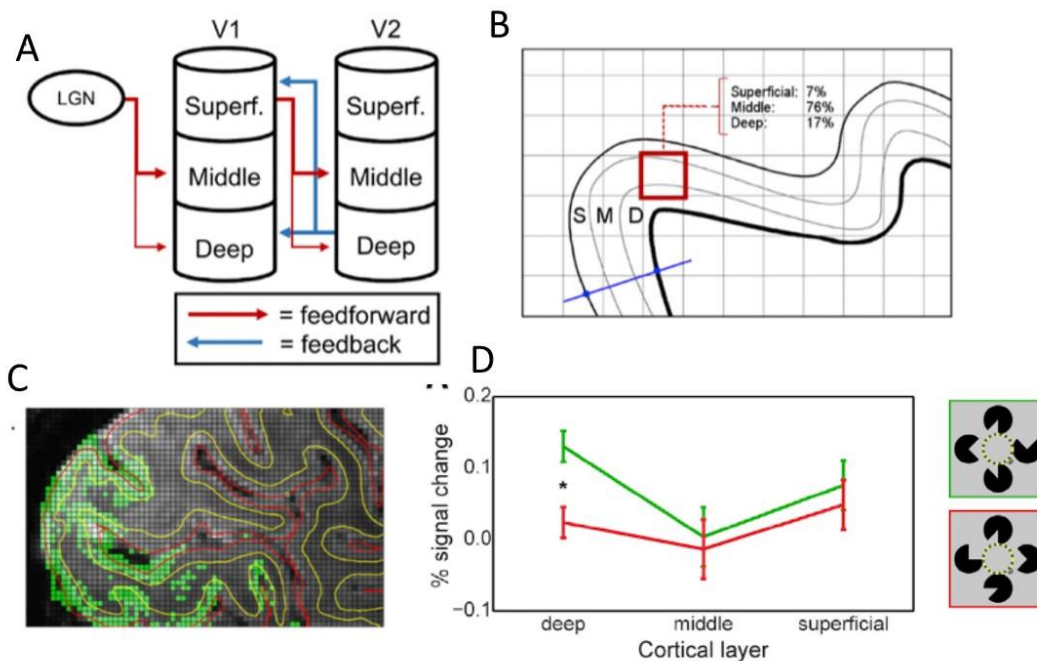 A
V1
V2
LGN
Superf.
Superf.
Middle
Middle
Deep
Deep
= feedforward
= feedback
B
Superficial: 7%
Middle: 76%
Deep: 17%
S M D
C
D
% signal change
0.2
0.1
0.0
−0.1
*
deep
middle
superficial
Cortical layer